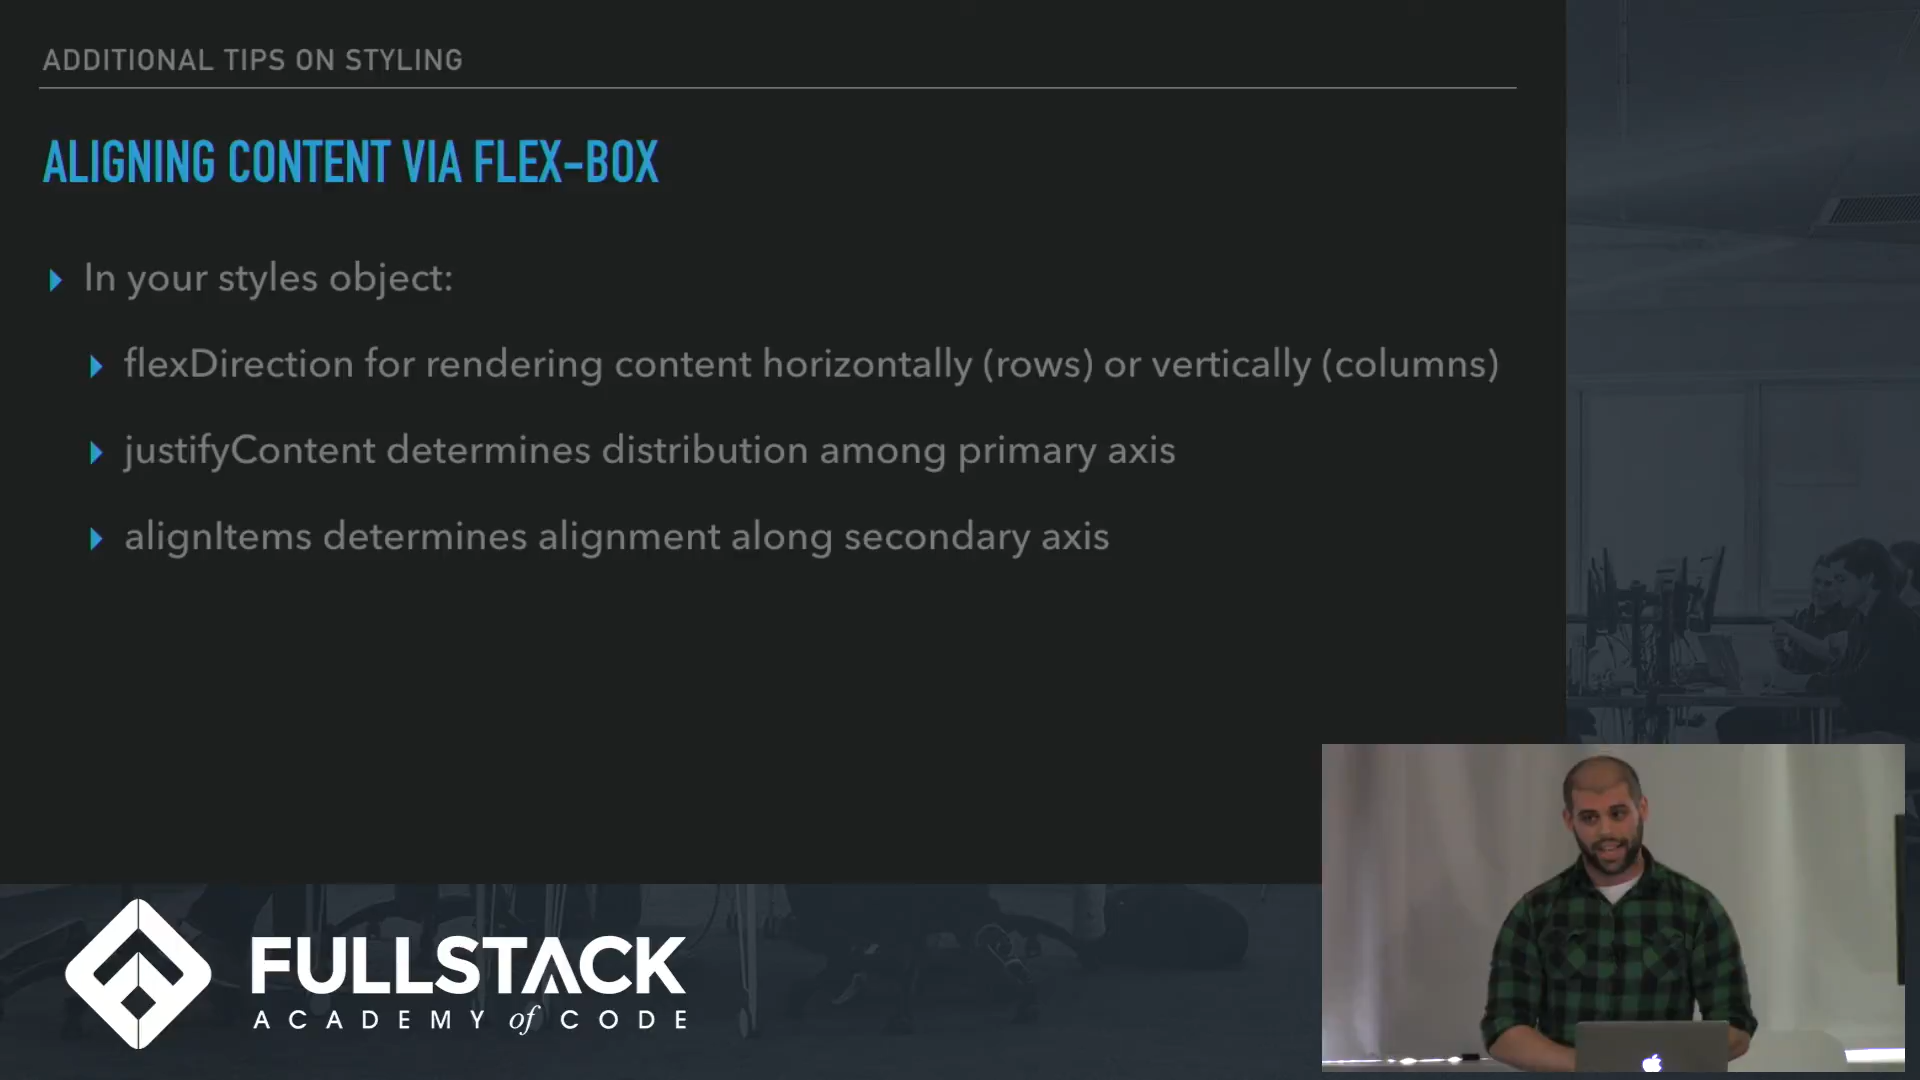 ADDITIONAL TIPS ON STYLING
ALIGNING CONTENT VIA FLEX-BOX
In your styles object:
flexDirection for rendering content horizontally (rows) or vertically (columns)
justifyContent determines distribution among primary axis
alignItems determines alignment along secondary axis
FULLSTACK
ACADEMY of CODE